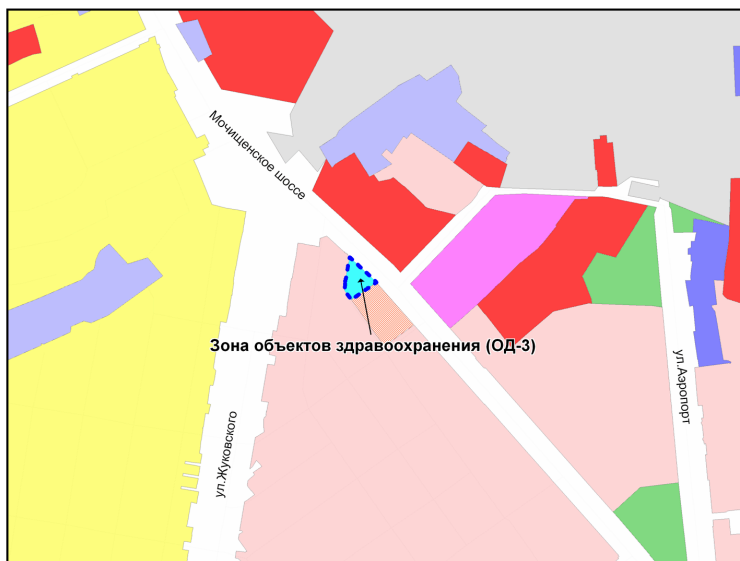 Мочищенское шоссе
Зона объектов здравоохранения (ОД-3)
ул.Жуковского
ул.Аэропорт